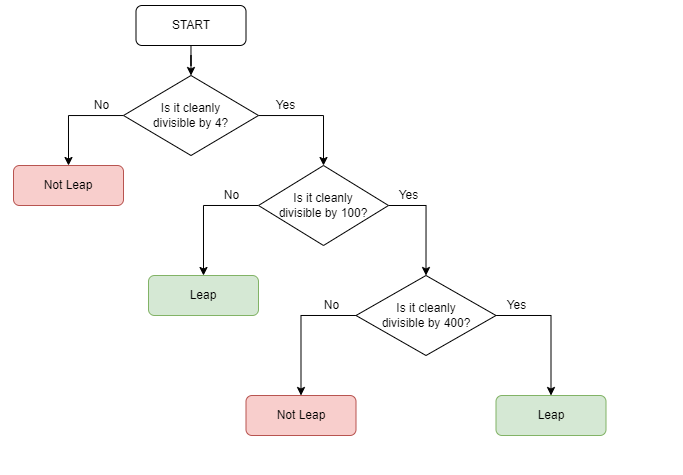 START
Is it cleanly
divisible by 4?
No
Yes
Not Leap
Is it cleanly
divisible by 100?
No
Yes
Leap
Is it cleanly
divisible by 400?
No
Yes
Not Leap
Leap